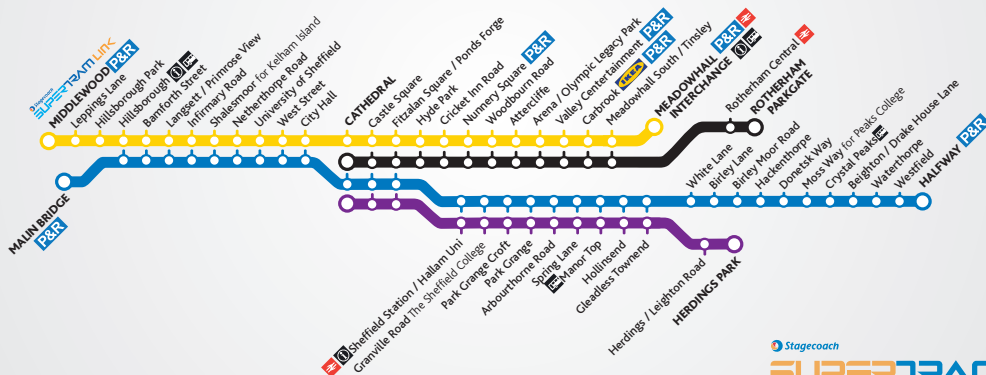 Stagecoach
SUPERTRAM LINK
MIDDLEWOOD P&R
Leppings Lane
Hillsborough Park
Hillsborough i
Bamforth Street
Langsett / Primrose View
Infirmary Road
Shalesmoor for Kelham Island
Netherthorpe Road
University of Sheffield
West Street
City Hall
CATHEDRAL
Castle Square
Fitzalan Square / Ponds Forge
Hyde Park
Cricket Inn Road
Nunnery Square P&R
Woodbourn Road
Attercliffe
Arena / Olympic Legacy Park
Valley Entertainment P&R
Carbrook IKEA P&R
Meadowhall South / Tinsley
MEADOWHALL P&R
INTERCHANGE i
Rotherham Central
ROTHERHAM
PARKGATE
MALIN BRIDGE
P&R
White Lane
Birley Lane
Birley Moor Road
Hackenthorpe
Donetsk Way
Moss Way for Peaks College
Crystal Peaks
Beighton / Drake House Lane
Waterthorpe
Westfield
HALFWAY P&R
i Sheffield Station / Hallam Uni
Granville Road The Sheffield College
Park Grange Croft
Park Grange
Arbourthorne Road
Spring Lane
Manor Top
Hollinsend
Gleadless Townend
Herdings / Leighton Road
HERDINGS PARK
Stagecoach
SUPERTRAM